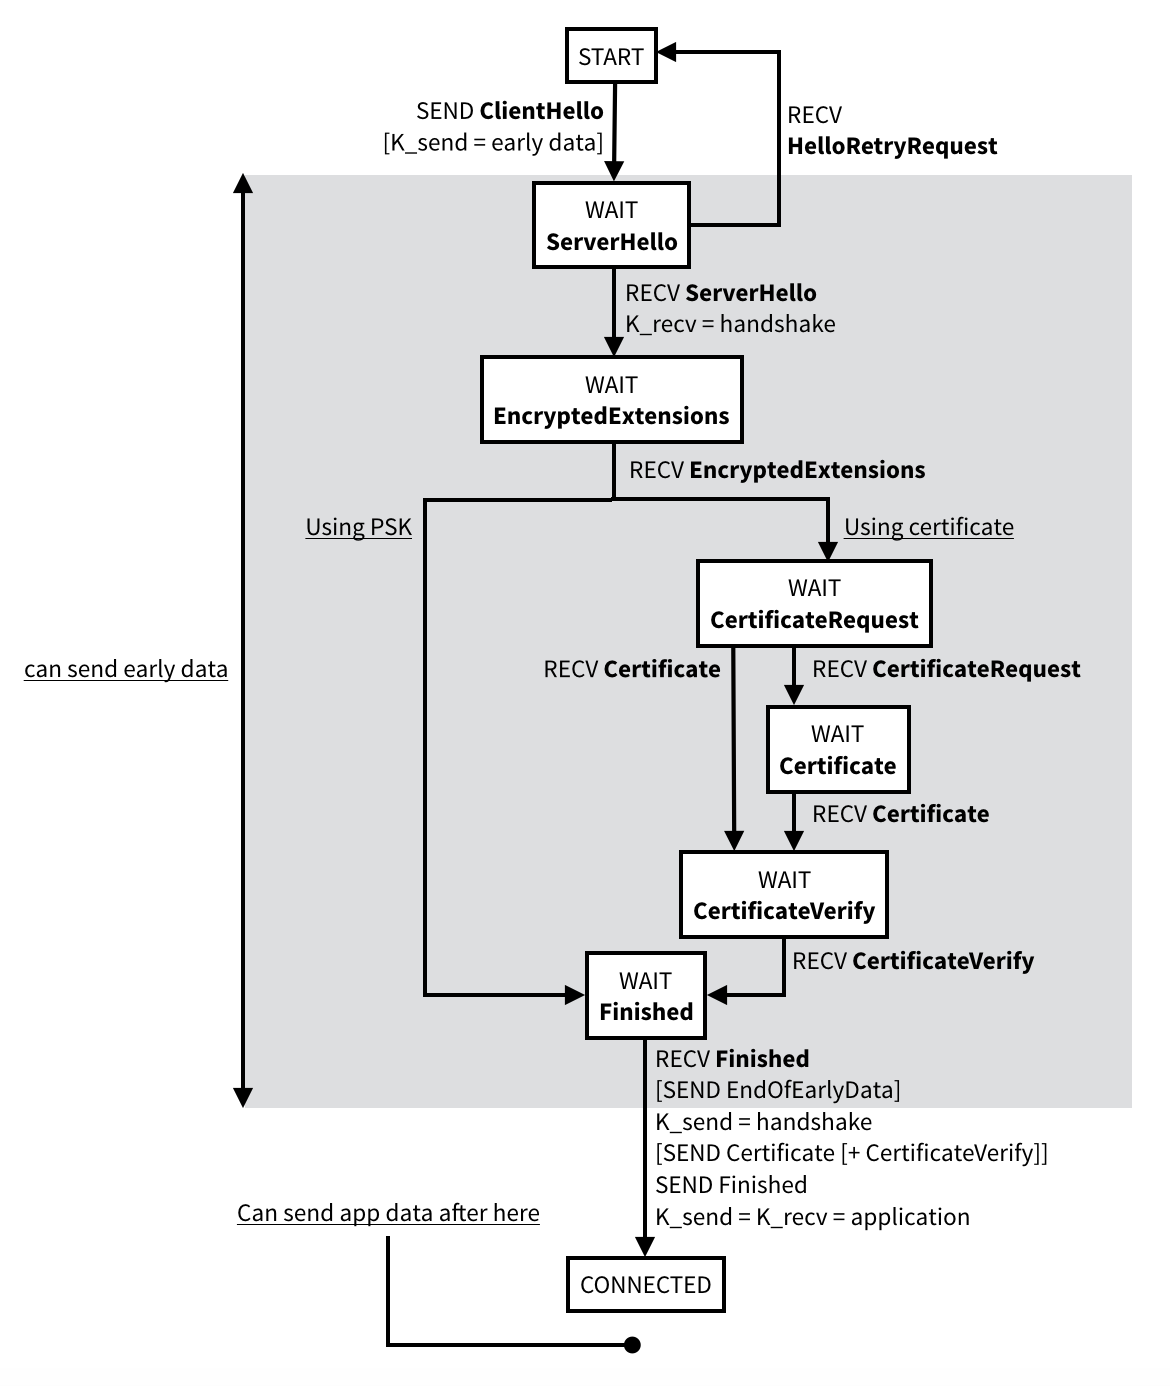 START
SEND ClientHello
[K_send = early data]
RECV
HelloRetryRequest
WAIT
ServerHello
RECV ServerHello
K_recv = handshake
WAIT
EncryptedExtensions
RECV EncryptedExtensions
Using PSK
Using certificate
WAIT
CertificateRequest
can send early data
RECV Certificate
RECV CertificateRequest
WAIT
Certificate
RECV Certificate
WAIT
CertificateVerify
RECV CertificateVerify
WAIT
Finished
RECV Finished
[SEND EndOfEarlyData]
K_send = handshake
[SEND Certificate [+ CertificateVerify]]
SEND Finished
K_send = K_recv = application
Can send app data after here
CONNECTED